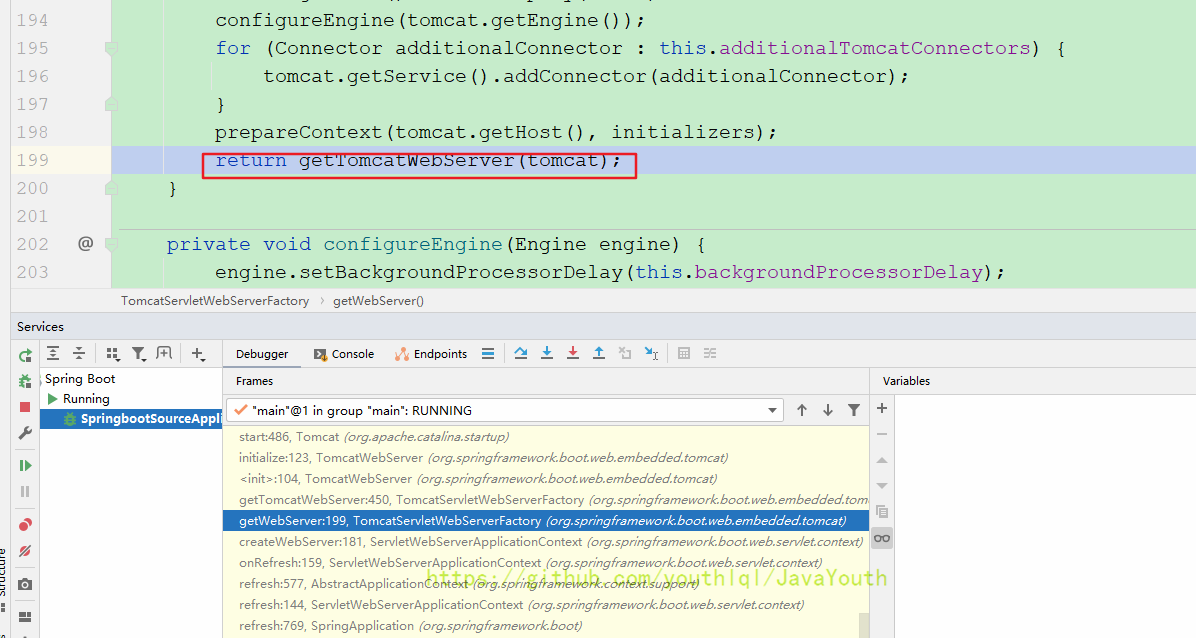 194 configureEngine(tomcat.getEngine());
195 for (Connector additionalConnector : this.additionalTomcatConnectors) {
196 tomcat.getService().addConnector(additionalConnector);
197 }
198 prepareContext(tomcat.getHost(), initializers);
199 return getTomcatWebServer(tomcat);
200 }
201
202 @ private void configureEngine(Engine engine) {
203 engine.setBackgroundProcessorDelay(this.backgroundProcessorDelay);
TomcatServletWebServerFactory › getWebServer()
Services
Debugger Console Endpoints
Spring Boot
Running
SpringbootSourceAppli
Frames
"main"@1 in group "main": RUNNING
start:486, Tomcat (org.apache.catalina.startup)
initialize:123, TomcatWebServer (org.springframework.boot.web.embedded.tomcat)
<init>:104, TomcatWebServer (org.springframework.boot.web.embedded.tomcat)
getTomcatWebServer:450, TomcatServletWebServerFactory (org.springframework.boot.web.embedded.tom
getWebServer:199, TomcatServletWebServerFactory (org.springframework.boot.web.embedded.tomcat)
createWebServer:181, ServletWebServerApplicationContext (org.springframework.boot.web.servlet.context)
onRefresh:159, ServletWebServerApplicationContext (org.springframework.boot.web.servlet.context)
refresh:577, AbstractApplicationContext (org.springframework.context.support)
refresh:144, ServletWebServerApplicationContext (org.springframework.boot.web.servlet.context)
refresh:769, SpringApplication (org.springframework.boot)
Variables
Structure
https://github.com/youthlql/JavaYouth